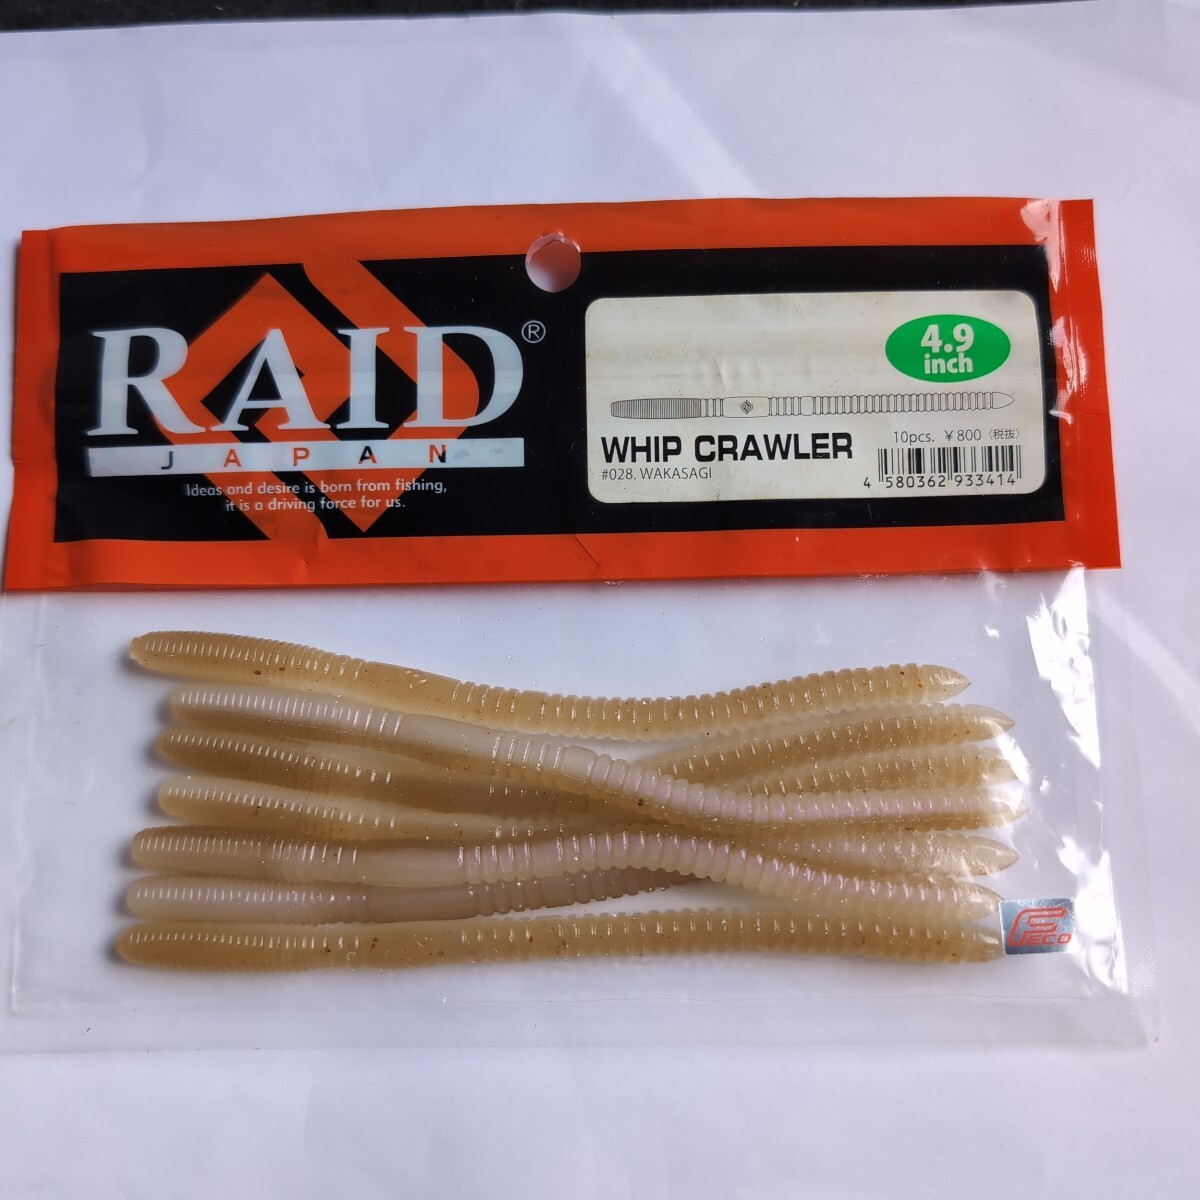 RAID®
JAPAN
Ideas and desire is born from fishing,
it is a driving force for us.
4.9
inch
WHIP CRAWLER
#028. WAKASAGI
10pcs. ¥800 (税抜)
4 580362 933414
FECO